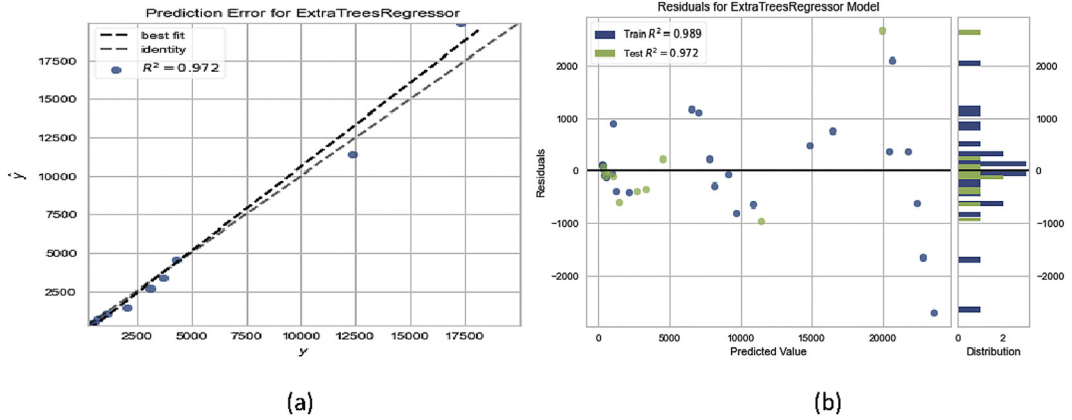 Prediction Error for ExtraTreesRegressor
best fit
identity
R² = 0.972
17500
15000
12500
10000
7500
5000
2500
ŷ
2500 5000 7500 10000 12500 15000 17500
y
(a)
Residuals for ExtraTreesRegressor Model
Train R² = 0.989
Test R² = 0.972
2000
1000
0
−1000
−2000
Residuals
0 5000 10000 15000 20000
Predicted Value
2000
1000
0
−1000
−2000
0 2
Distribution
(b)